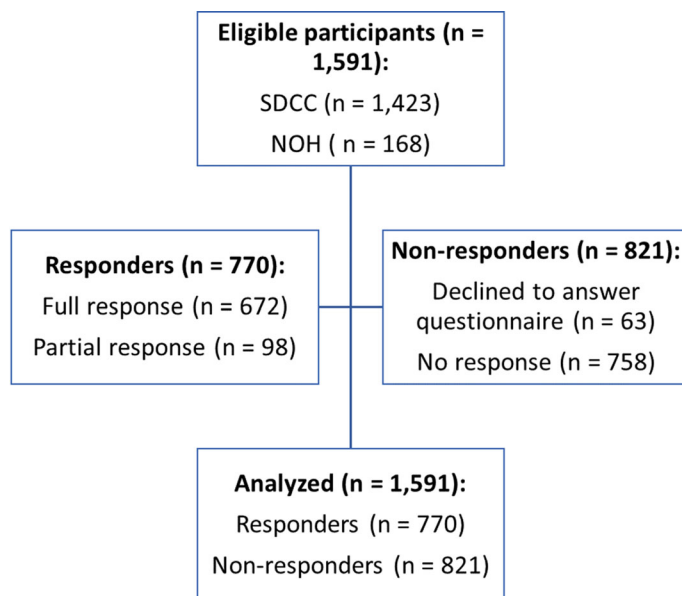 Eligible participants (n =
1,591):
SDCC (n = 1,423)
NOH ( n = 168)
Responders (n = 770):
Full response (n = 672)
Partial response (n = 98)
Non-responders (n = 821):
Declined to answer
questionnaire (n = 63)
No response (n = 758)
Analyzed (n = 1,591):
Responders (n = 770)
Non-responders (n = 821)